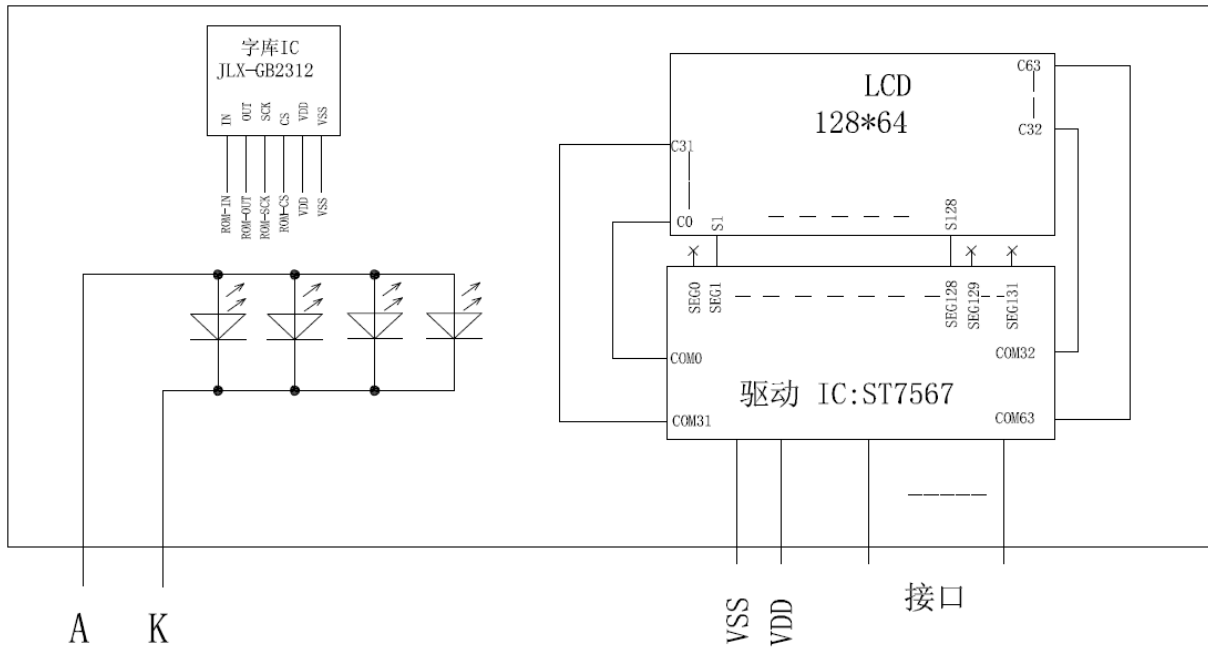 字库IC
JLX-GB2312
IN
OUT
SCK
CS
VDD
VSS
ROM-IN
ROM-OUT
ROM-SCK
ROM-CS
VDD
VSS
LCD
128*64
C63
C32
C31
C0
S1
S128
SEG0
SEG1
SEG128
SEG129
SEG131
COM0
COM32
驱动 IC:ST7567
COM31
COM63
A
K
VSS
VDD
接口